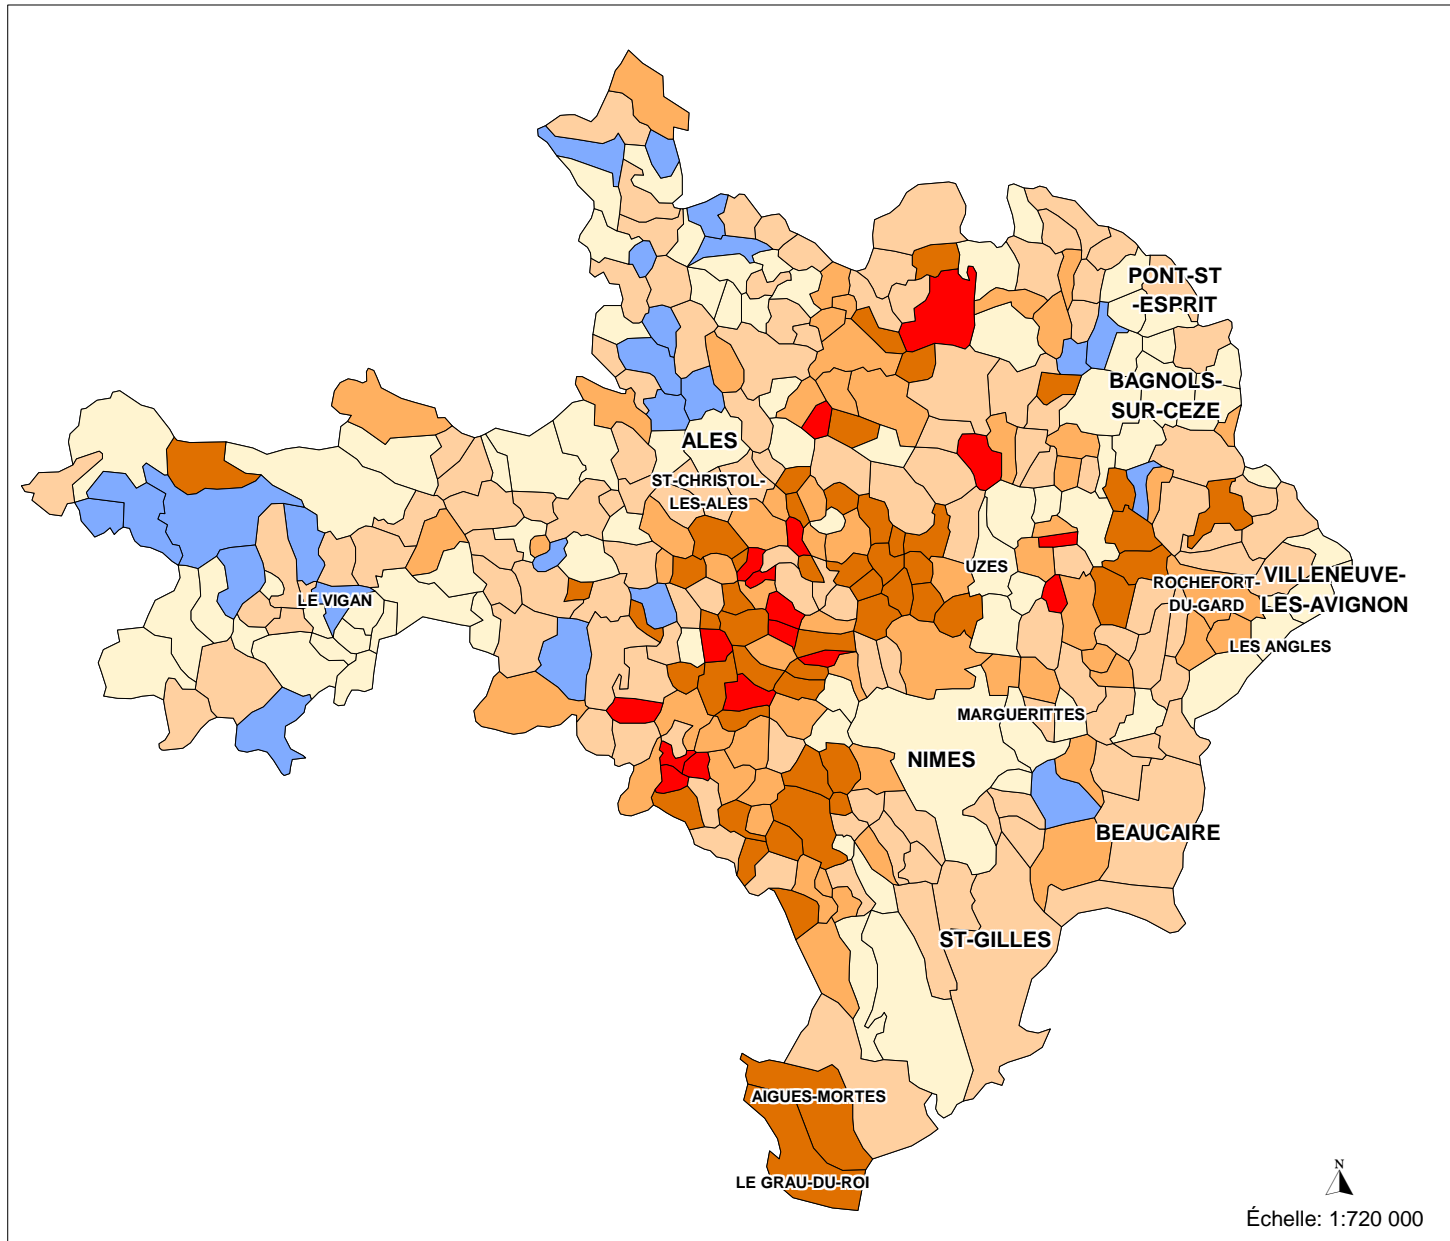 PONT-ST
-ESPRIT
BAGNOLS-
SUR-CEZE
ALES
ST-CHRISTOL-
LES-ALES
UZES
ROCHEFORT-
DU-GARD
VILLENEUVE-
LES-AVIGNON
LE VIGAN
LES ANGLES
MARGUERITTES
NIMES
BEAUCAIRE
ST-GILLES
AIGUES-MORTES
LE GRAU-DU-ROI
N
Échelle: 1:720 000